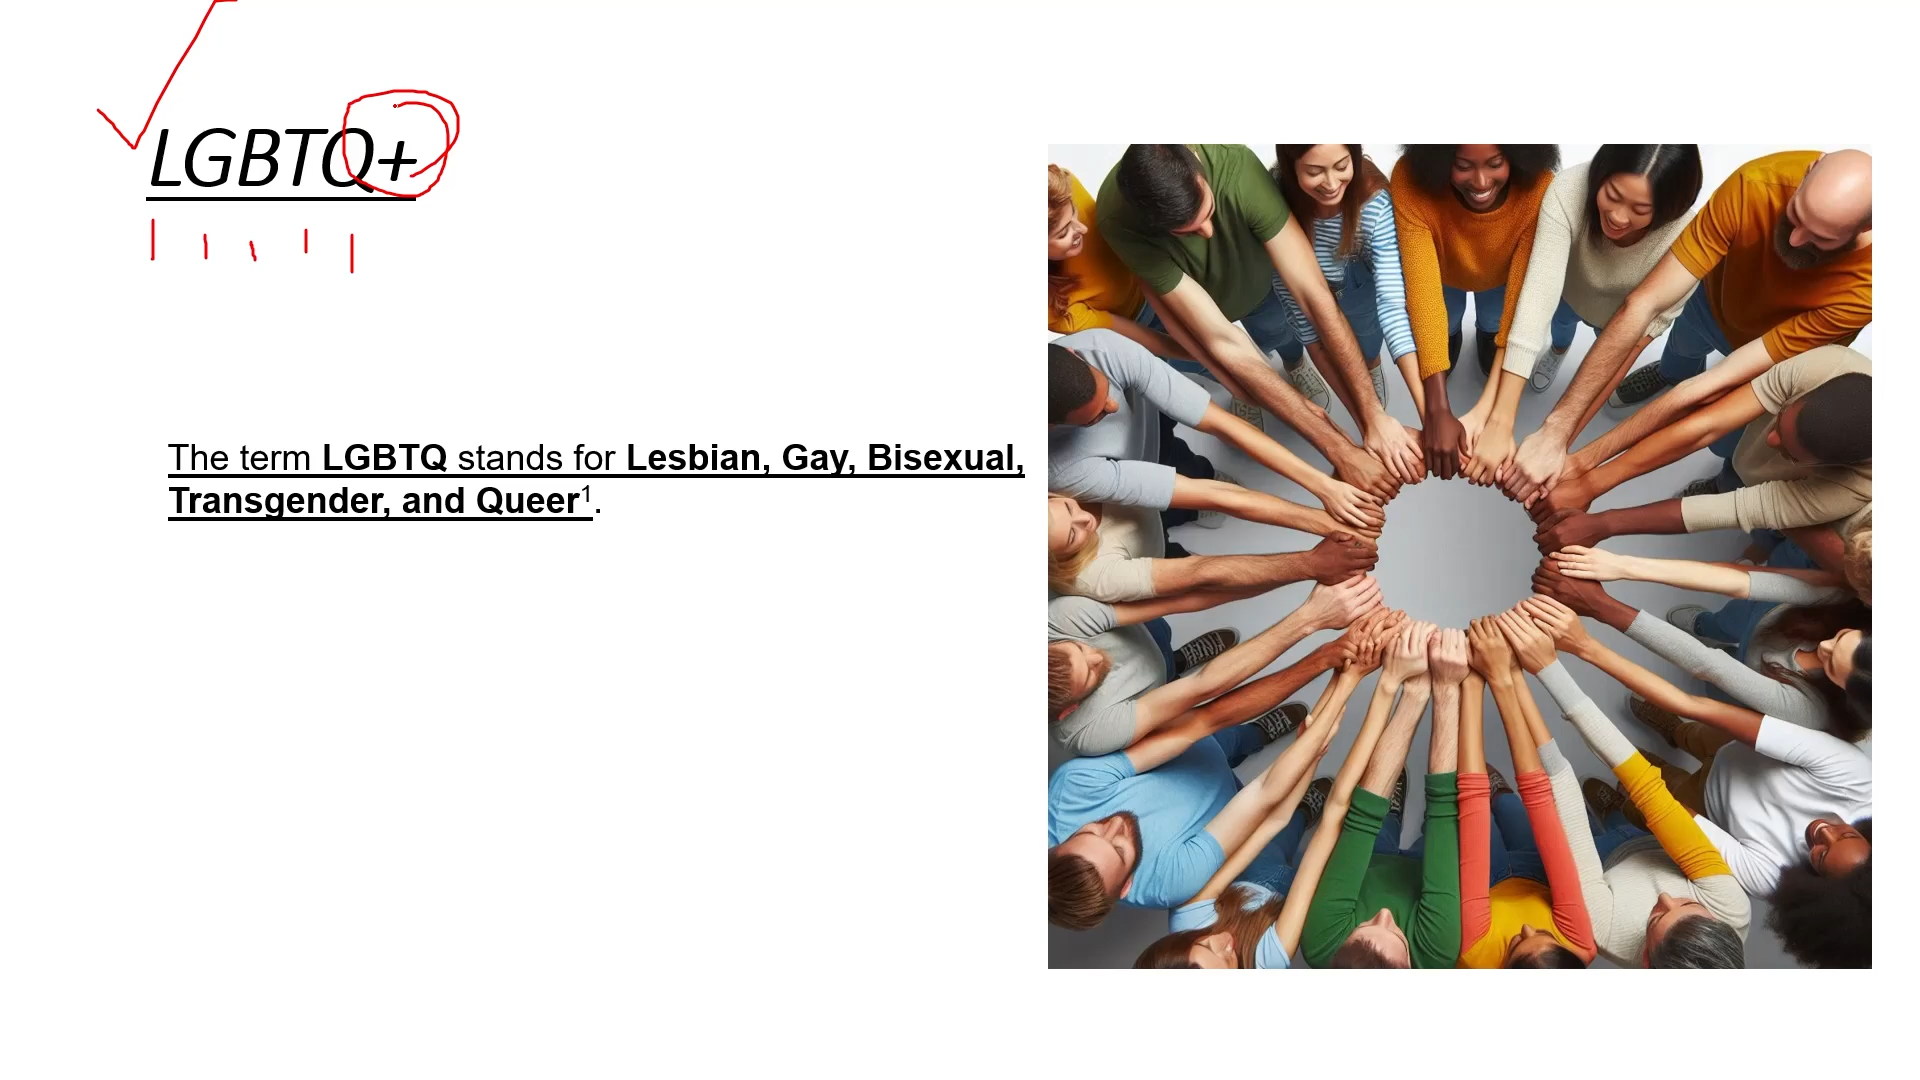 LGBTQ+
The term LGBTQ stands for Lesbian, Gay, Bisexual,
Transgender, and Queer¹.